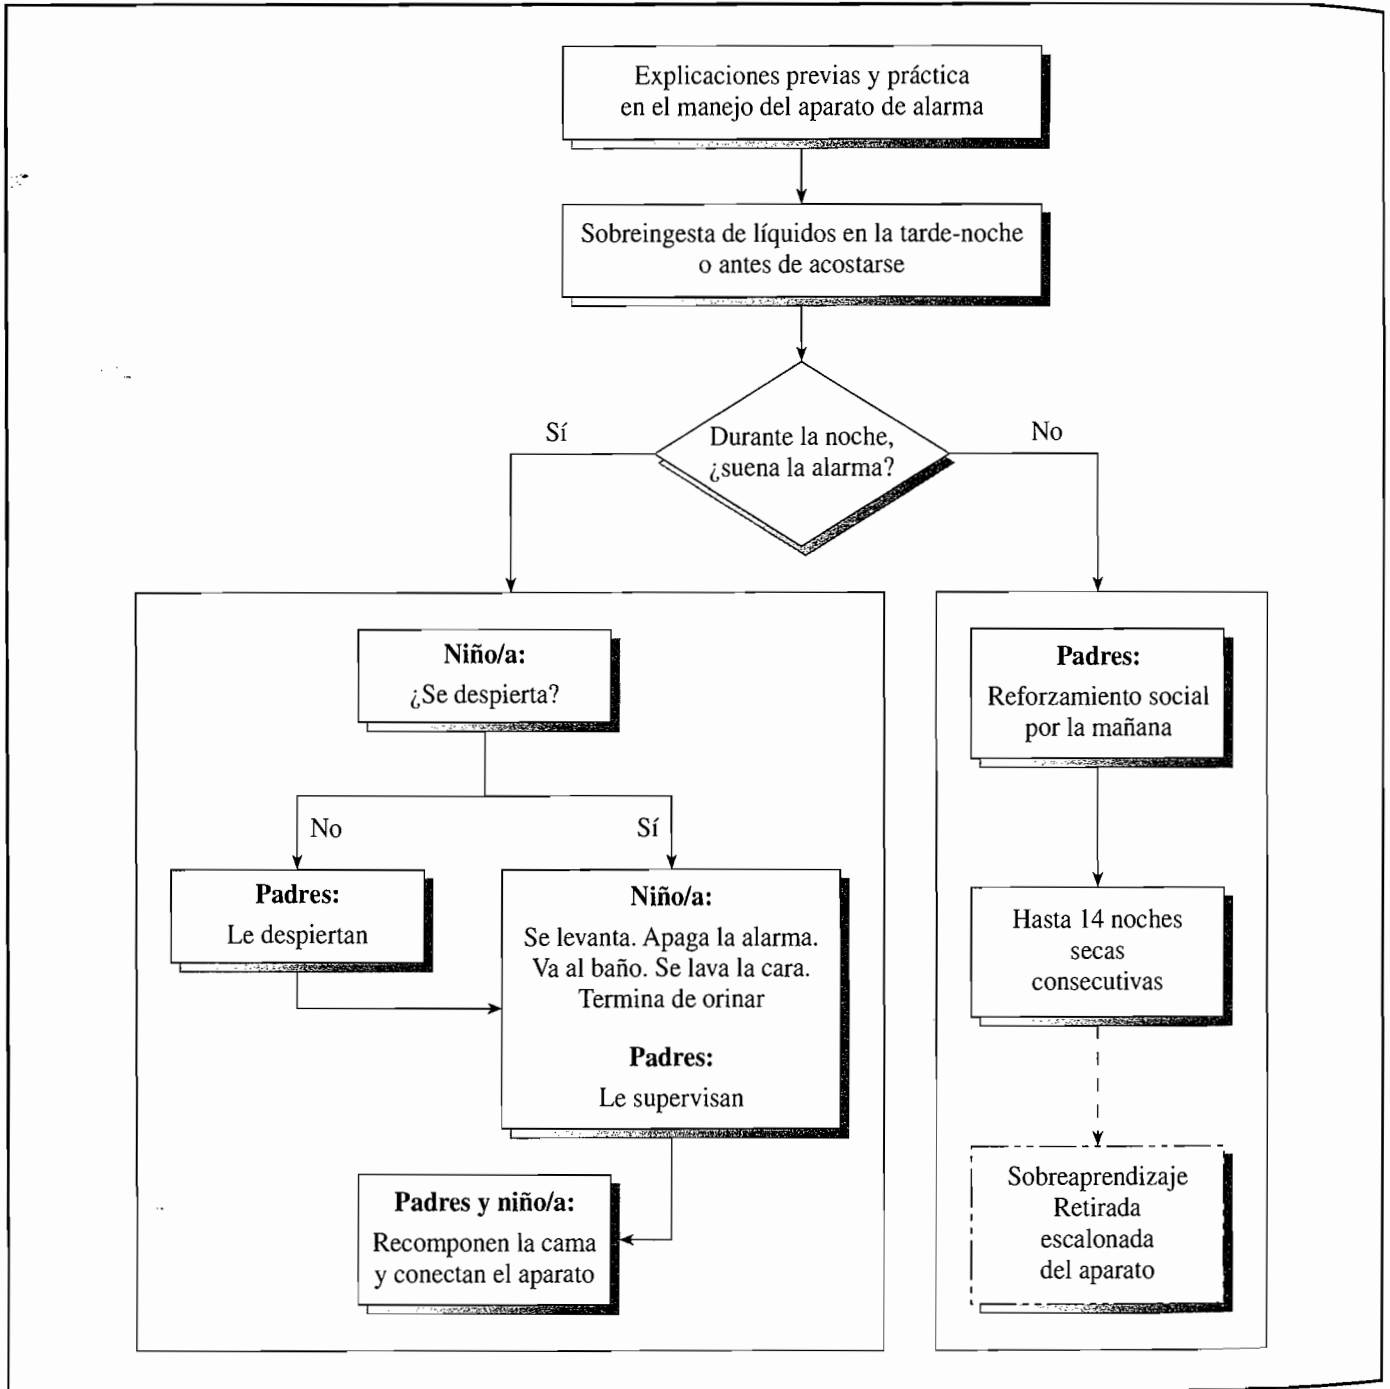 Explicaciones previas y práctica
en el manejo del aparato de alarma
Sobreingesta de líquidos en la tarde-noche
o antes de acostarse
Durante la noche,
¿suena la alarma?
Sí
No
Niño/a:
¿Se despierta?
No
Sí
Padres:
Le despiertan
Niño/a:
Se levanta. Apaga la alarma.
Va al baño. Se lava la cara.
Termina de orinar
Padres:
Le supervisan
Padres y niño/a:
Recomponen la cama
y conectan el aparato
Padres:
Reforzamiento social
por la mañana
Hasta 14 noches
secas
consecutivas
Sobreaprendizaje
Retirada
escalonada
del aparato